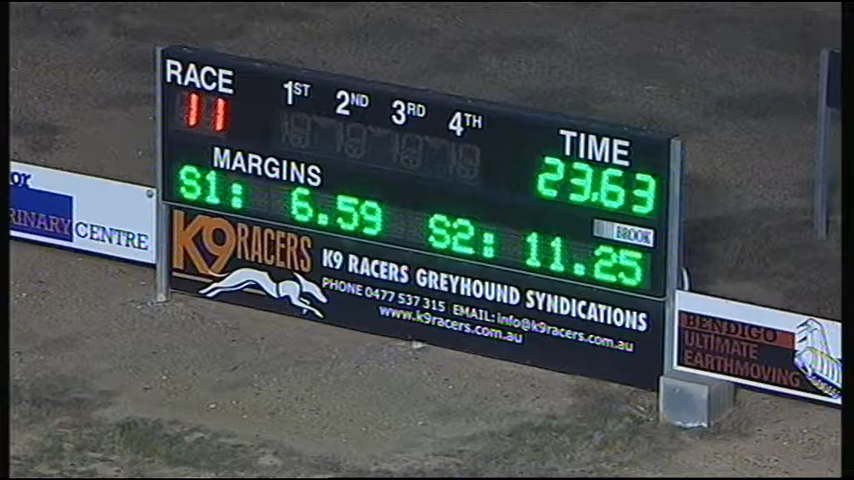 RACE 1ST 2ND 3RD 4TH TIME
11 23.63
MARGINS
S1: 6.59 S2: 11.25
BROOK
K9 RACERS
K9 RACERS GREYHOUND SYNDICATIONS
PHONE 0477 537 315 EMAIL: info@k9racers.com.au
www.k9racers.com.au
CENTRE
BENDIGO
ULTIMATE
EARTHMOVING